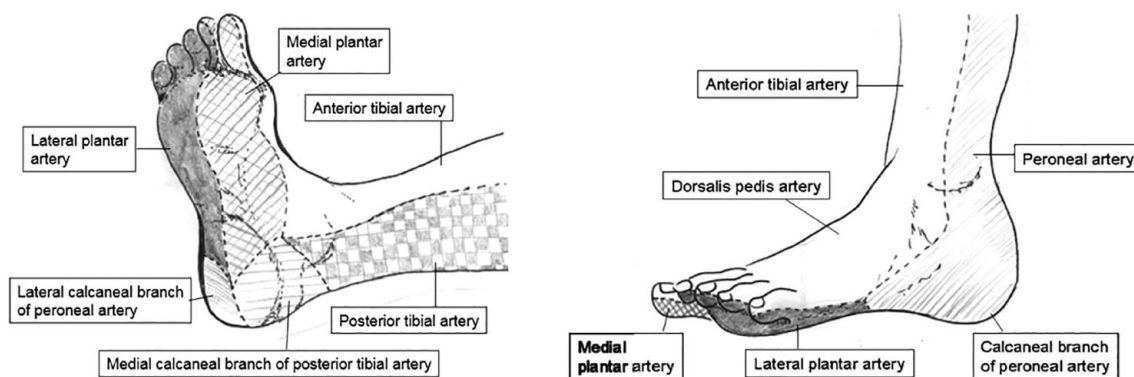 Medial plantar
artery
Anterior tibial artery
Lateral plantar
artery
Lateral calcaneal branch
of peroneal artery
Posterior tibial artery
Medial calcaneal branch of posterior tibial artery
Anterior tibial artery
Peroneal artery
Dorsalis pedis artery
Medial
plantar artery
Lateral plantar artery
Calcaneal branch
of peroneal artery